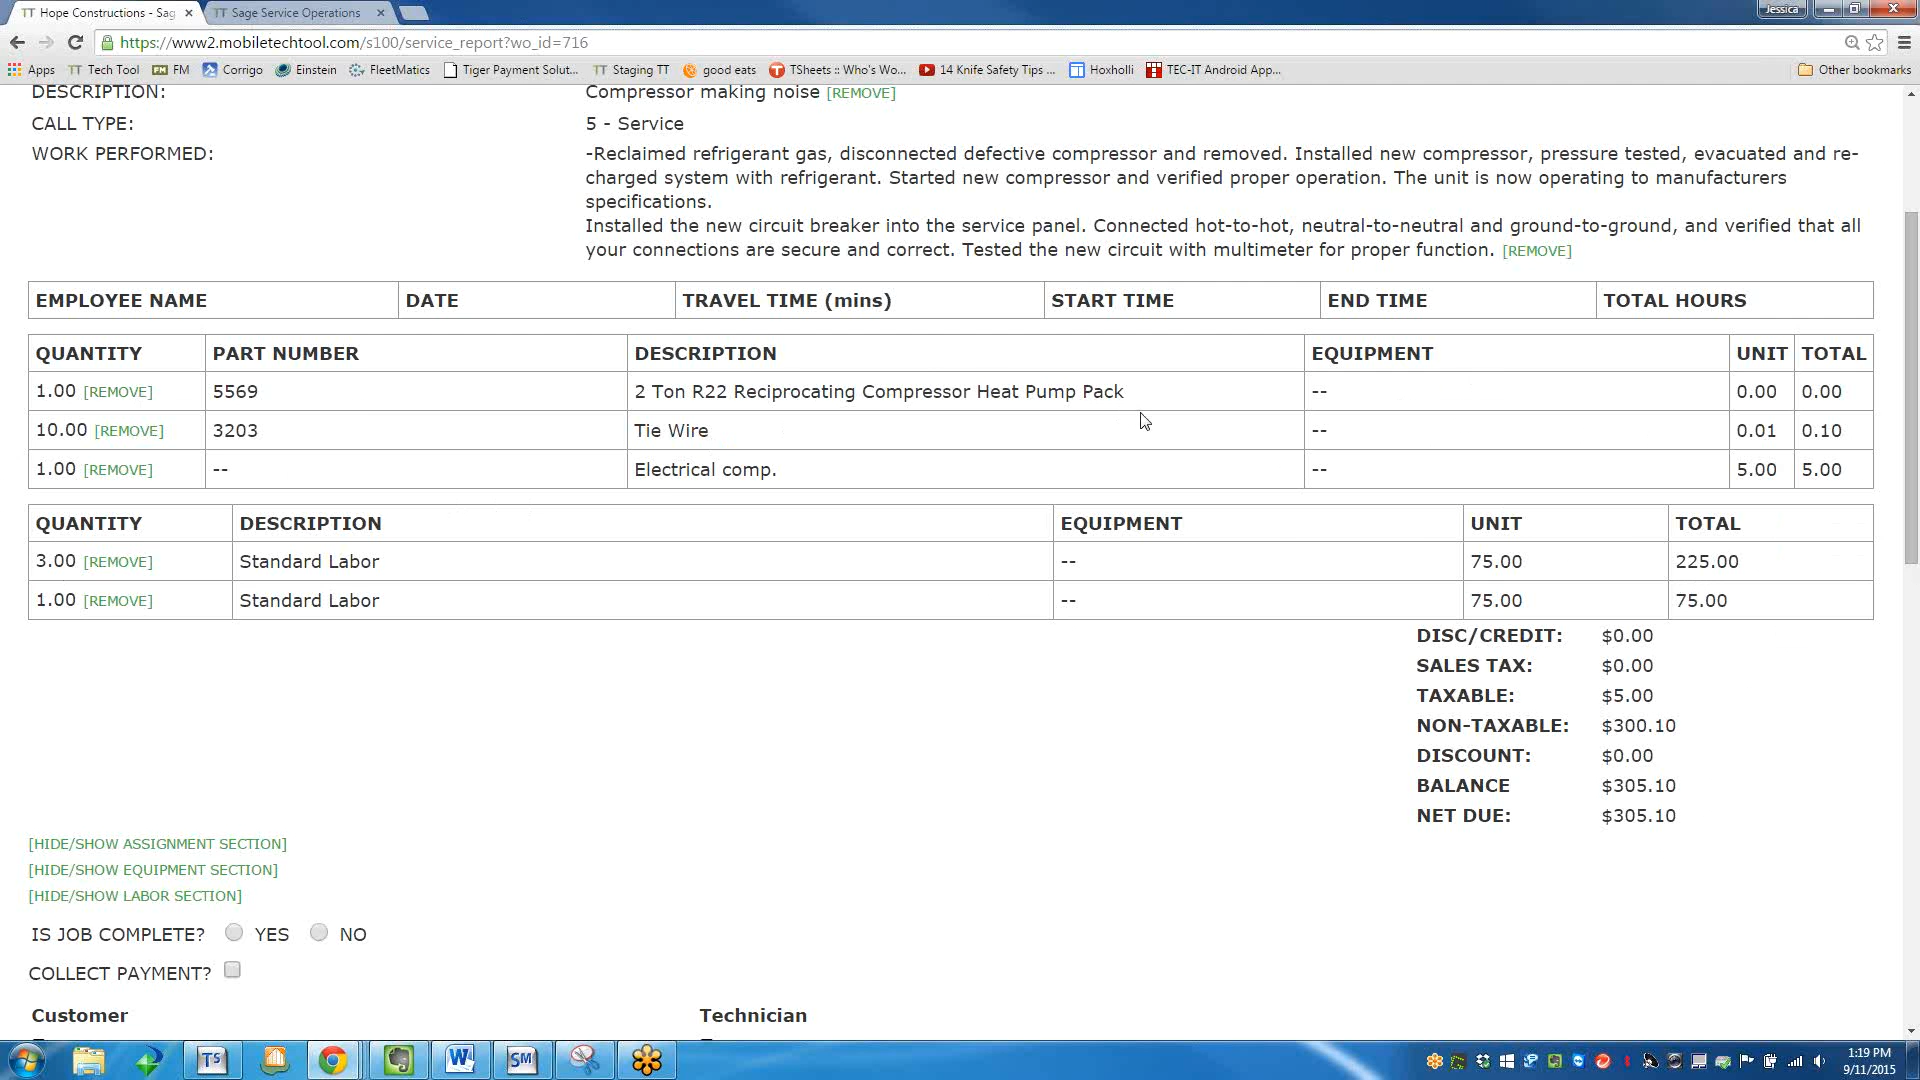 TT Hope Constructions - Sag
TT Sage Service Operations
Jessica
https://www2.mobiletechtool.com/s100/service_report?wo_id=716
Apps TT Tech Tool FM FM Corrigo Einstein FleetMatics Tiger Payment Solut... TT Staging TT good eats TSheets :: Who's Wo... 14 Knife Safety Tips ... Hoxholli TEC-IT Android App... Other bookmarks
DESCRIPTION: Compressor making noise [REMOVE]
CALL TYPE: 5 - Service
WORK PERFORMED: -Reclaimed refrigerant gas, disconnected defective compressor and removed. Installed new compressor, pressure tested, evacuated and re-
charged system with refrigerant. Started new compressor and verified proper operation. The unit is now operating to manufacturers
specifications.
Installed the new circuit breaker into the service panel. Connected hot-to-hot, neutral-to-neutral and ground-to-ground, and verified that all
your connections are secure and correct. Tested the new circuit with multimeter for proper function. [REMOVE]
EMPLOYEE NAME DATE TRAVEL TIME (mins) START TIME END TIME TOTAL HOURS
QUANTITY PART NUMBER DESCRIPTION EQUIPMENT UNIT TOTAL
1.00 [REMOVE] 5569 2 Ton R22 Reciprocating Compressor Heat Pump Pack -- 0.00 0.00
10.00 [REMOVE] 3203 Tie Wire -- 0.01 0.10
1.00 [REMOVE] -- Electrical comp. -- 5.00 5.00
QUANTITY DESCRIPTION EQUIPMENT UNIT TOTAL
3.00 [REMOVE] Standard Labor -- 75.00 225.00
1.00 [REMOVE] Standard Labor -- 75.00 75.00
DISC/CREDIT: $0.00
SALES TAX: $0.00
TAXABLE: $5.00
NON-TAXABLE: $300.10
DISCOUNT: $0.00
BALANCE $305.10
NET DUE: $305.10
[HIDE/SHOW ASSIGNMENT SECTION]
[HIDE/SHOW EQUIPMENT SECTION]
[HIDE/SHOW LABOR SECTION]
IS JOB COMPLETE? YES NO
COLLECT PAYMENT?
Customer Technician
TS W SM
1:19 PM
9/11/2015